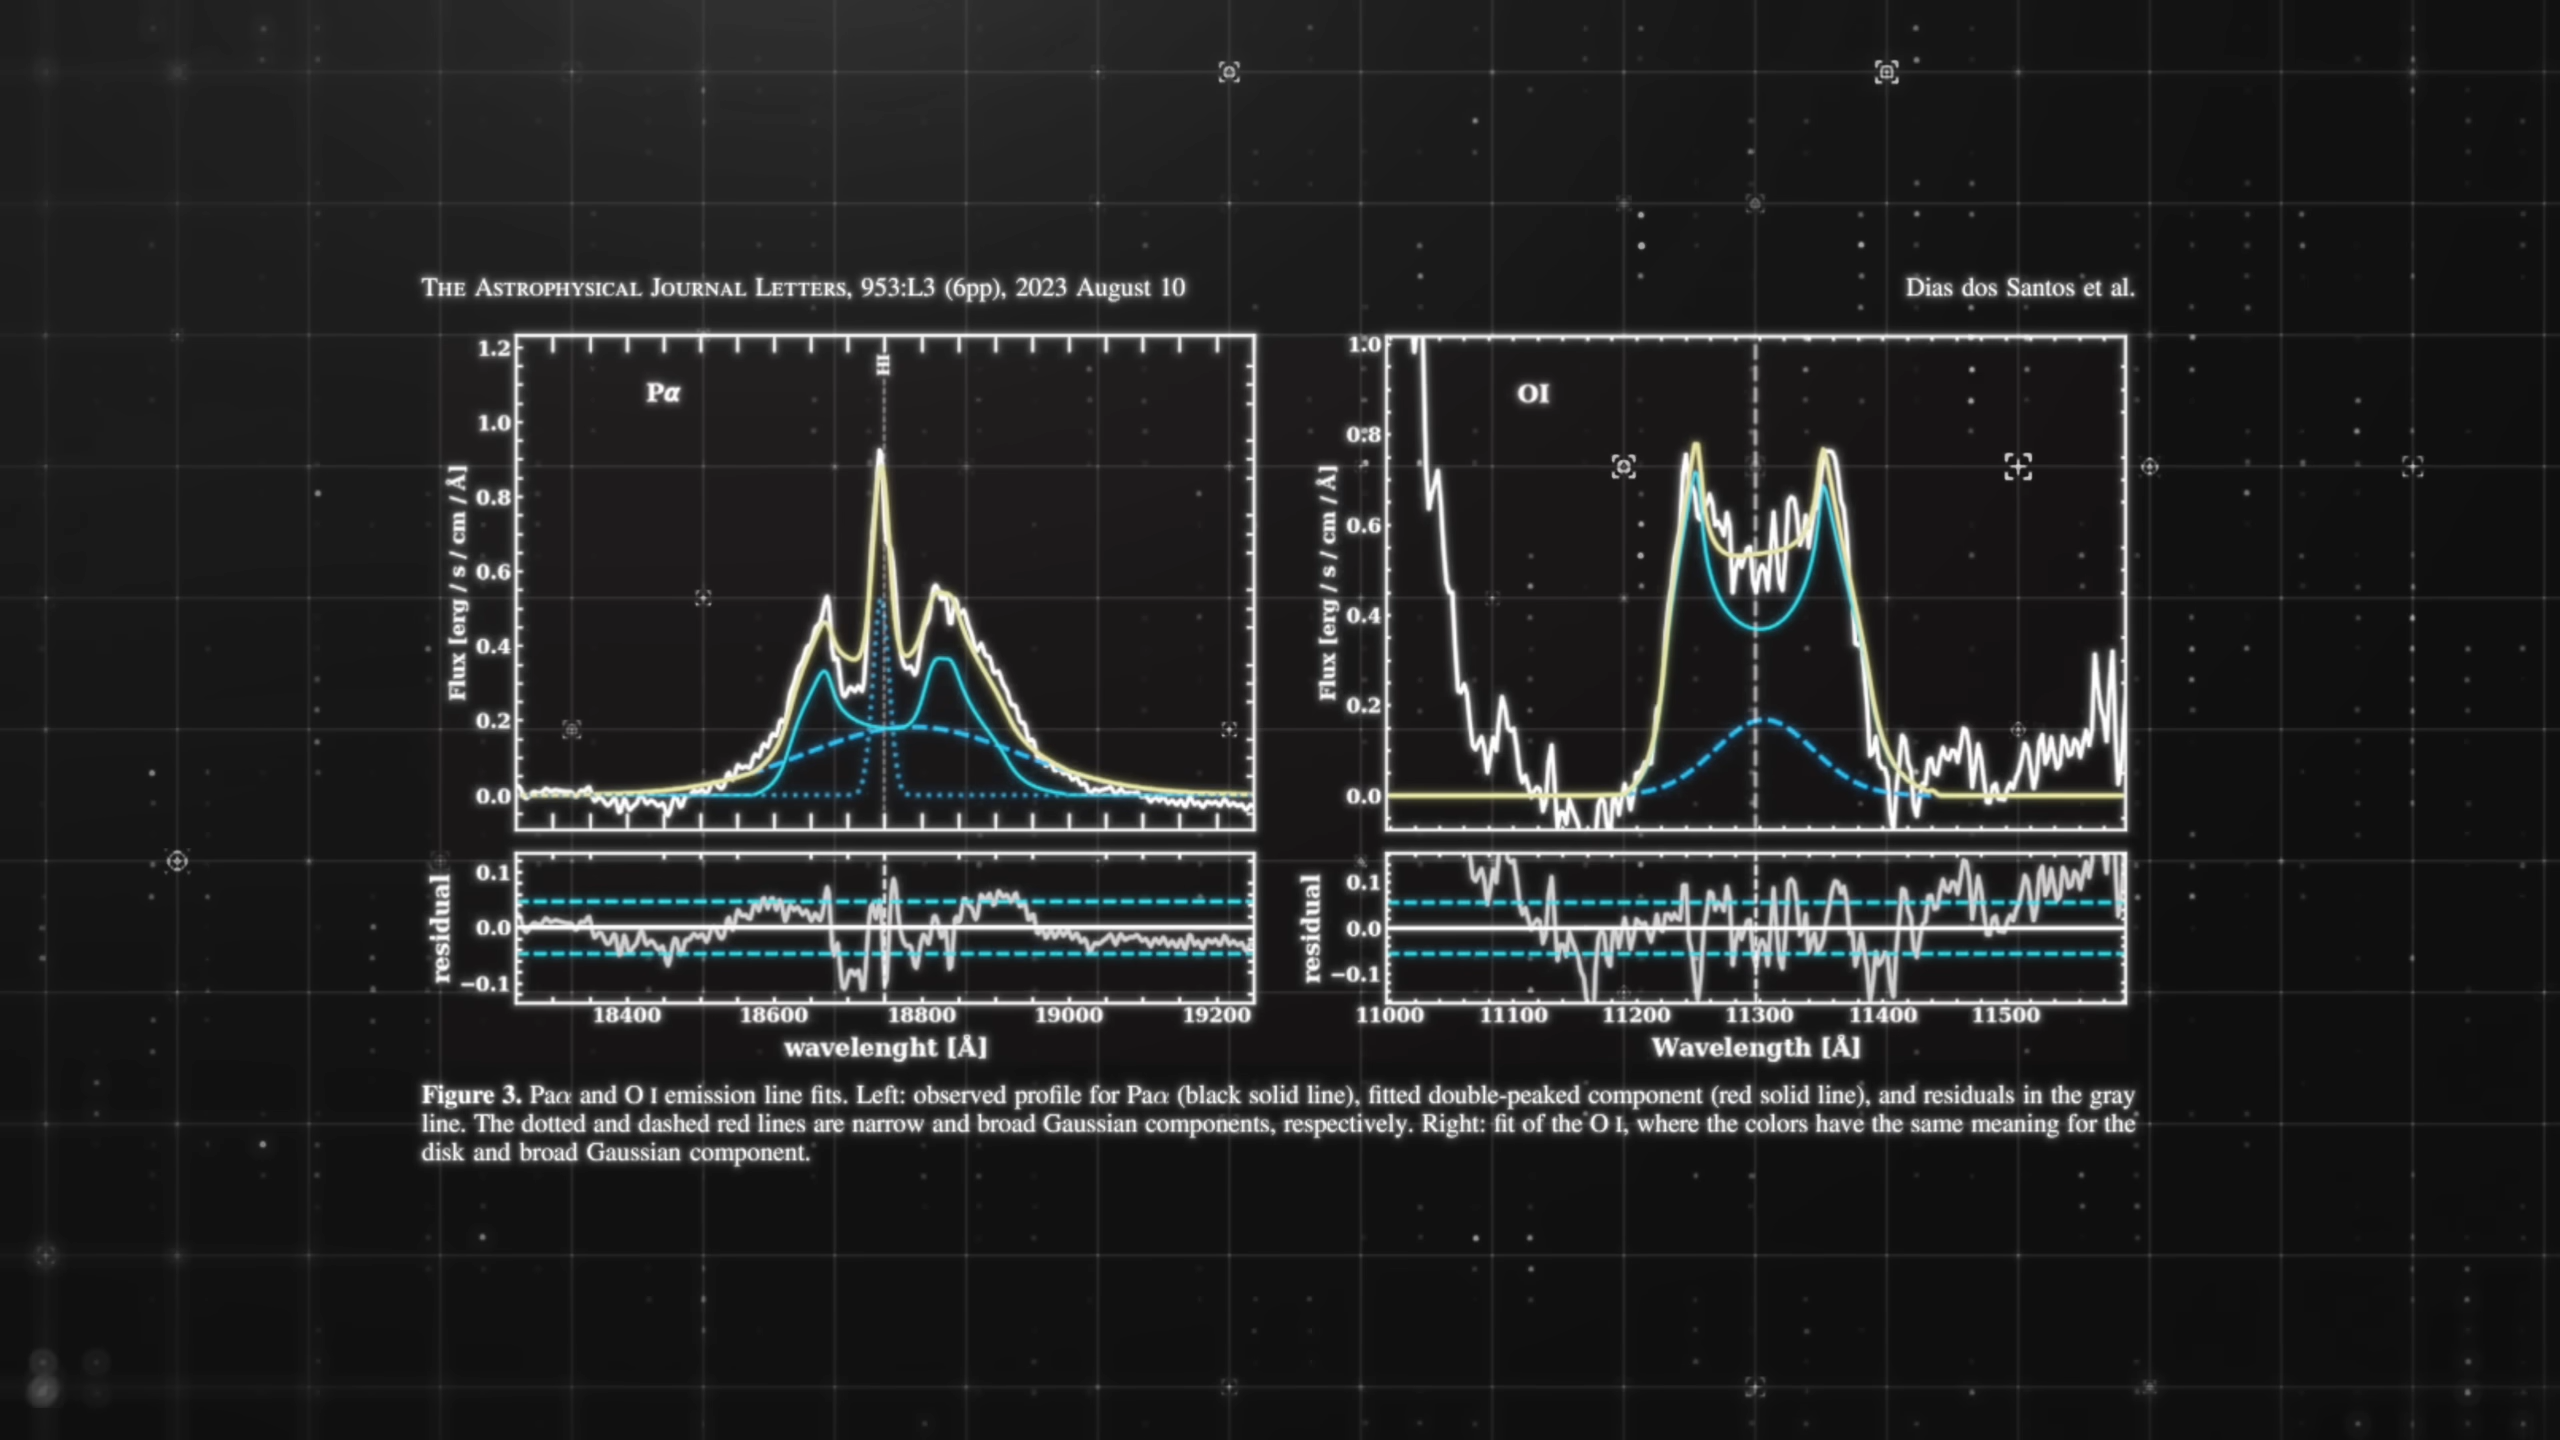 THE ASTROPHYSICAL JOURNAL LETTERS, 953:L3 (6pp), 2023 August 10
Dias dos Santos et al.
Pα
HI
1.2
1.0
0.8
0.6
0.4
0.2
0.0
Flux [erg / s / cm / Å]
0.1
0.0
−0.1
residual
18400 18600 18800 19000 19200
wavelenght [Å]
OI
1.0
0.8
0.6
0.4
0.2
0.0
Flux [erg / s / cm / Å]
0.1
0.0
−0.1
residual
11000 11100 11200 11300 11400 11500
Wavelength [Å]
Figure 3. Paα and O I emission line fits. Left: observed profile for Paα (black solid line), fitted double-peaked component (red solid line), and residuals in the gray
line. The dotted and dashed red lines are narrow and broad Gaussian components, respectively. Right: fit of the O I, where the colors have the same meaning for the
disk and broad Gaussian component.